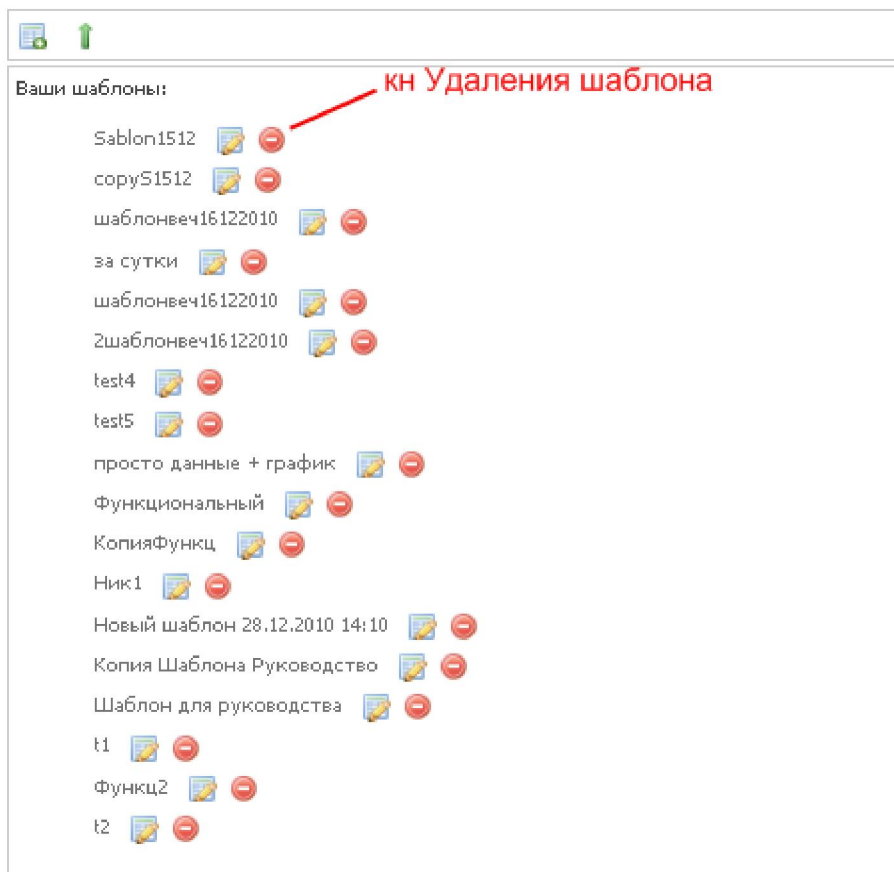 кн Удаления шаблона
Ваши шаблоны:
Sablon1512
copyS1512
шаблонвеч16122010
за сутки
шаблонвеч16122010
2шаблонвеч16122010
test4
test5
просто данные + график
Функциональный
КопияФункц
Ник1
Новый шаблон 28.12.2010 14:10
Копия Шаблона Руководство
Шаблон для руководства
t1
Функц2
t2